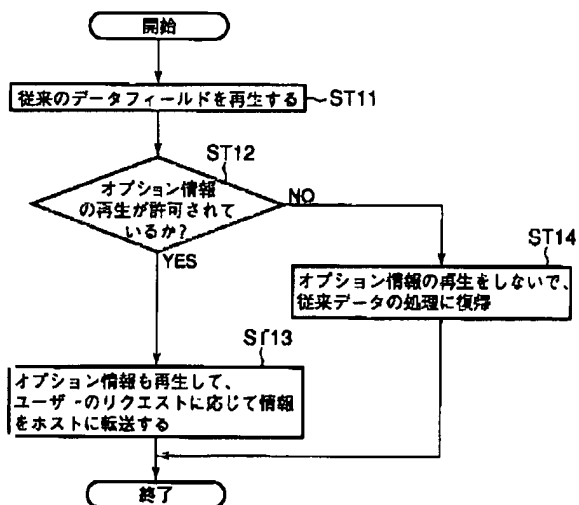 開始
従来のデータフィールドを再生する
ST11
ST12
オプション情報
の再生が許可されて
いるか?
NO
YES
ST14
オプション情報の再生をしないで、
従来データの処理に復帰
ST13
オプション情報も再生して、
ユーザーのリクエストに応じて情報
をホストに転送する
終了